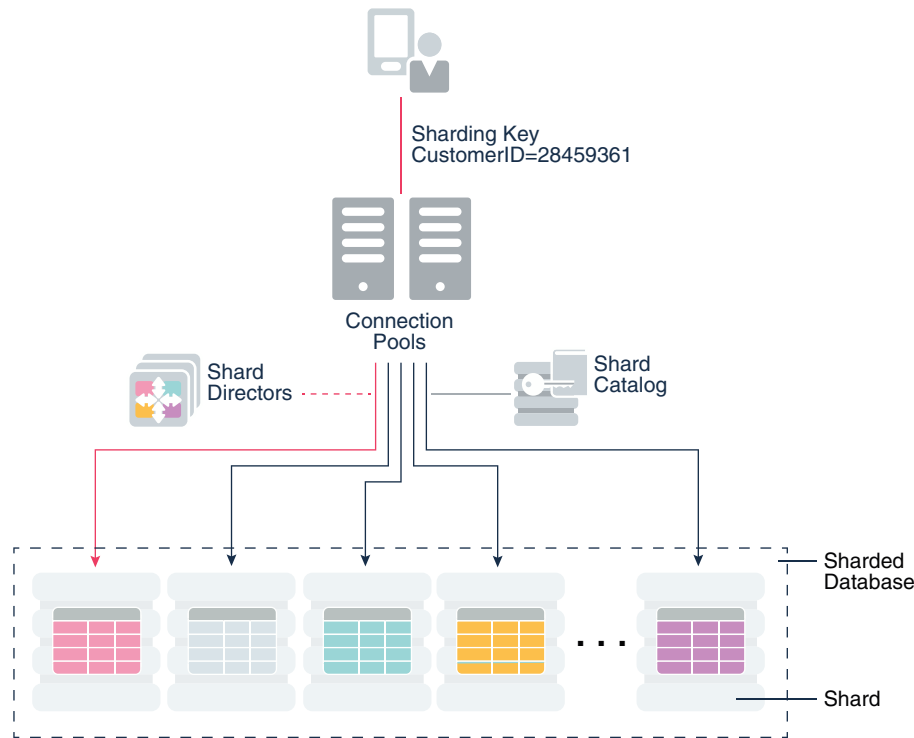 Sharding Key
CustomerID=28459361
Connection
Pools
Shard
Directors
Shard
Catalog
Sharded
Database
. . .
Shard